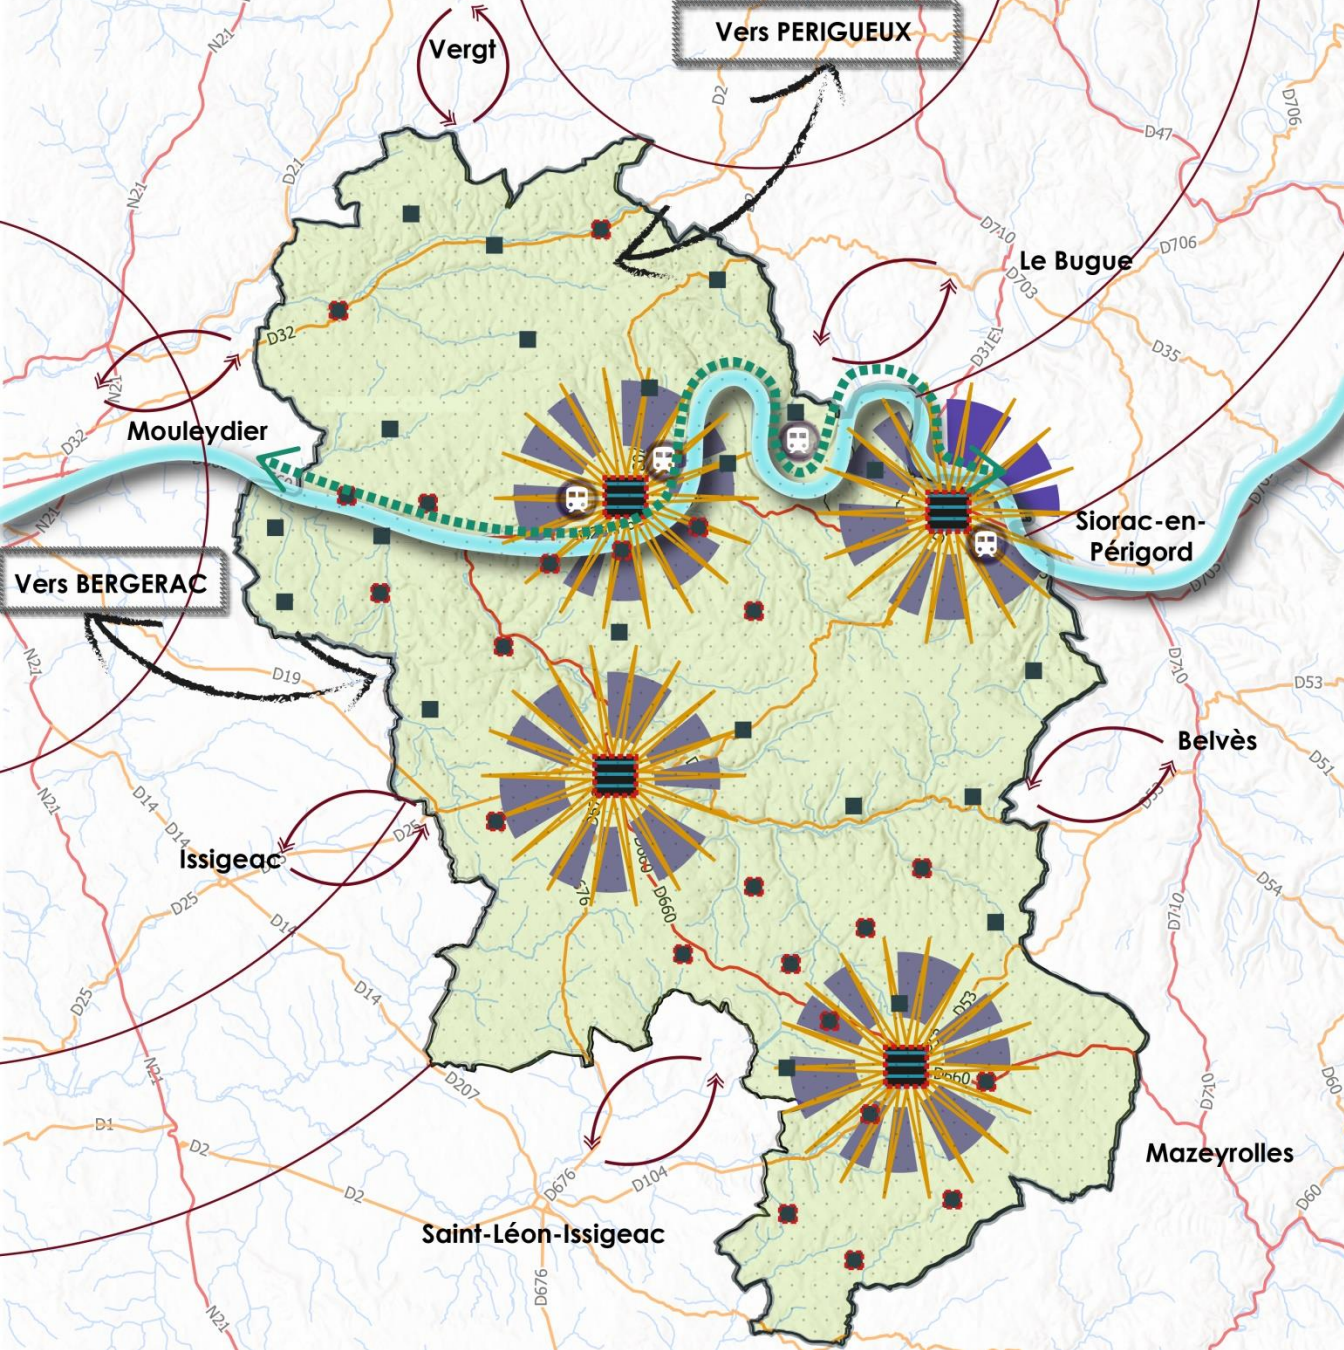 Vers PERIGUEUX
Vergt
N21
D2
D706
D47
D21
N21
D710
D706
Le Bugue
D703
D32
D31E1
D35
N21
Mouleydier
D32
N21
Siorac-en-
Périgord
Vers BERGERAC
D703
N21
D19
D710
D53
Belvès
D51
D14
N21
D14
D25
D53
Issigeac
D660
D54
D25
D660
D710
D14
D14
D25
D53
N21
D207
D660
D710
D60
D1
D2
Mazeyrolles
D676
D104
D2
D60
Saint-Léon-Issigeac
D676
N21